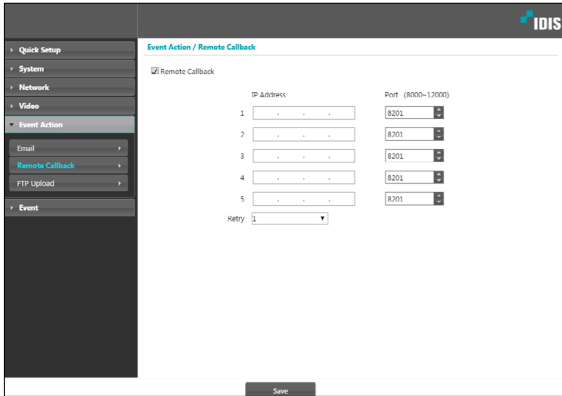 IDIS
Quick Setup
System
Network
Video
Event Action
Email
Remote Callback
FTP Upload
Event
Event Action / Remote Callback
Remote Callback
IP Address Port (8000~12000)
1 . . . 8201
2 . . . 8201
3 . . . 8201
4 . . . 8201
5 . . . 8201
Retry 1
Save